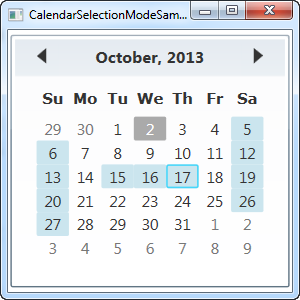 CalendarSelectionModeSam...
October, 2013
Su Mo Tu We Th Fr Sa
29 30 1 2 3 4 5
6 7 8 9 10 11 12
13 14 15 16 17 18 19
20 21 22 23 24 25 26
27 28 29 30 31 1 2
3 4 5 6 7 8 9